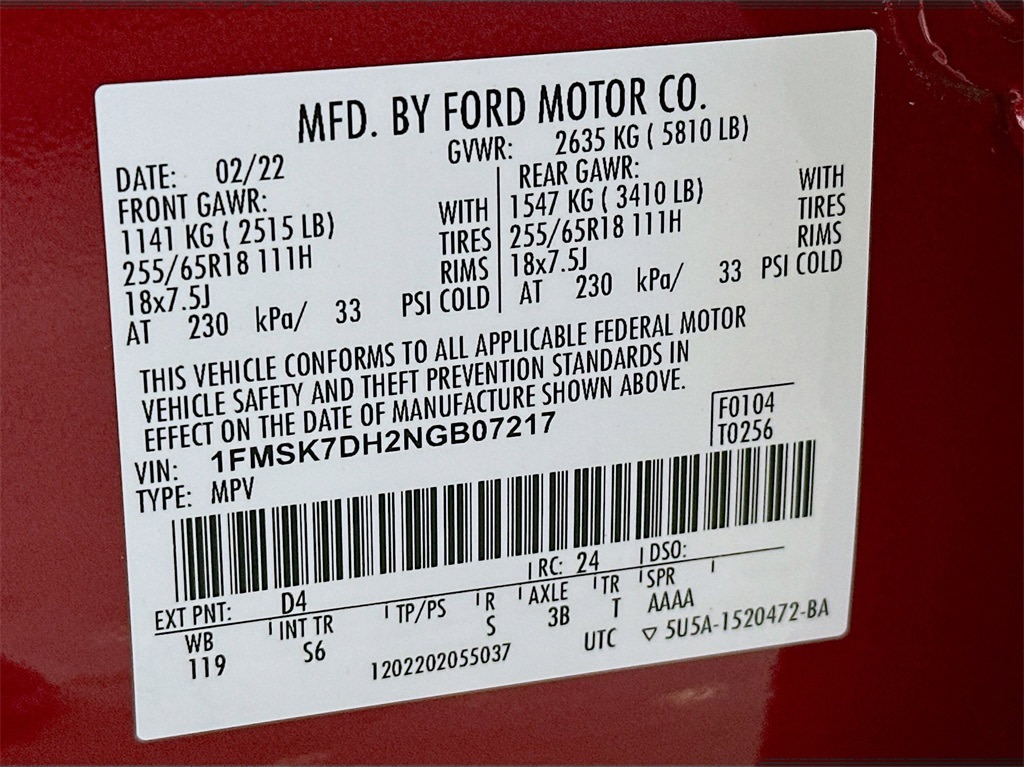 MFD. BY FORD MOTOR CO.
DATE: 02/22 GVWR: 2635 KG ( 5810 LB)
FRONT GAWR: REAR GAWR:
1141 KG ( 2515 LB) WITH 1547 KG ( 3410 LB) WITH
255/65R18 111H TIRES 255/65R18 111H TIRES
18x7.5J RIMS 18x7.5J RIMS
AT 230 kPa/ 33 PSI COLD AT 230 kPa/ 33 PSI COLD
THIS VEHICLE CONFORMS TO ALL APPLICABLE FEDERAL MOTOR
VEHICLE SAFETY AND THEFT PREVENTION STANDARDS IN
EFFECT ON THE DATE OF MANUFACTURE SHOWN ABOVE.
VIN: 1FMSK7DH2NGB07217 F0104
TYPE: MPV T0256
EXT PNT: D4 RC: 24 DSO:
WB INT TR TP/PS R AXLE TR SPR
119 S6 S 3B T AAAA
1202202055037 UTC ▽ 5U5A-1520472-BA